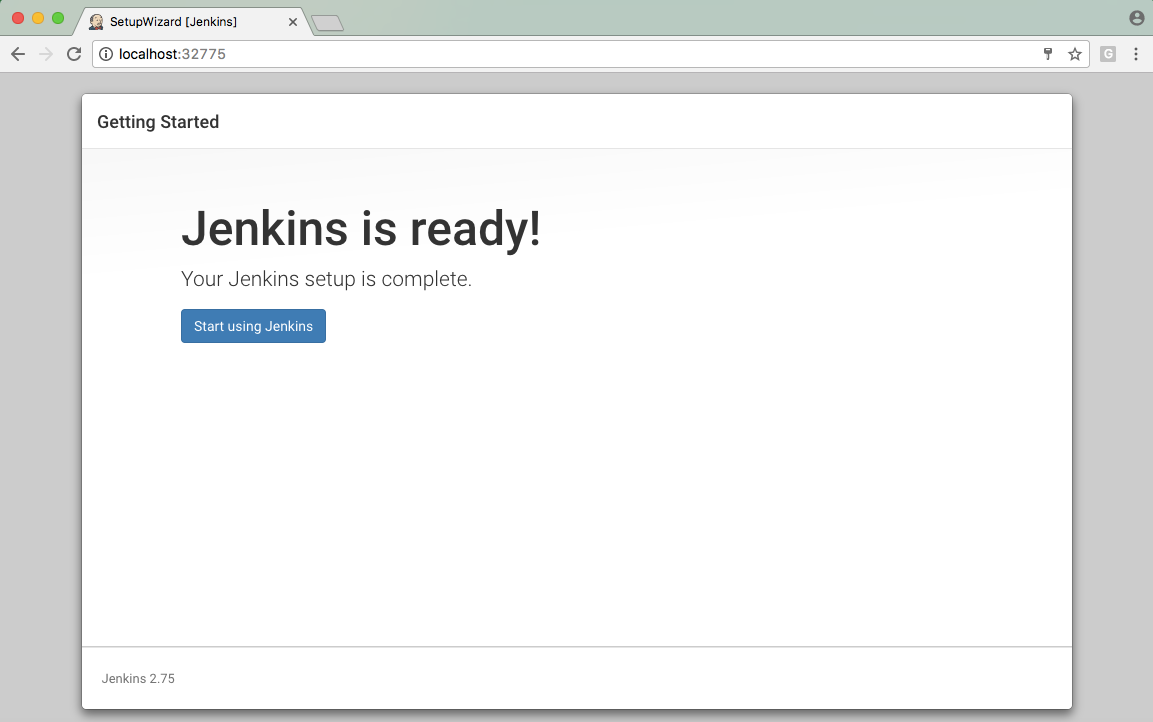 SetupWizard [Jenkins]
localhost:32775
G
Getting Started
Jenkins is ready!
Your Jenkins setup is complete.
Start using Jenkins
Jenkins 2.75